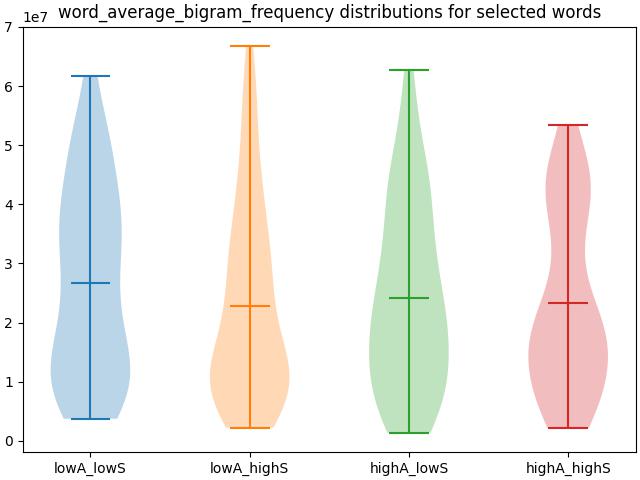 word_average_bigram_frequency distributions for selected words
1e7
7
6
5
4
3
2
1
0
lowA_lowS lowA_highS highA_lowS highA_highS